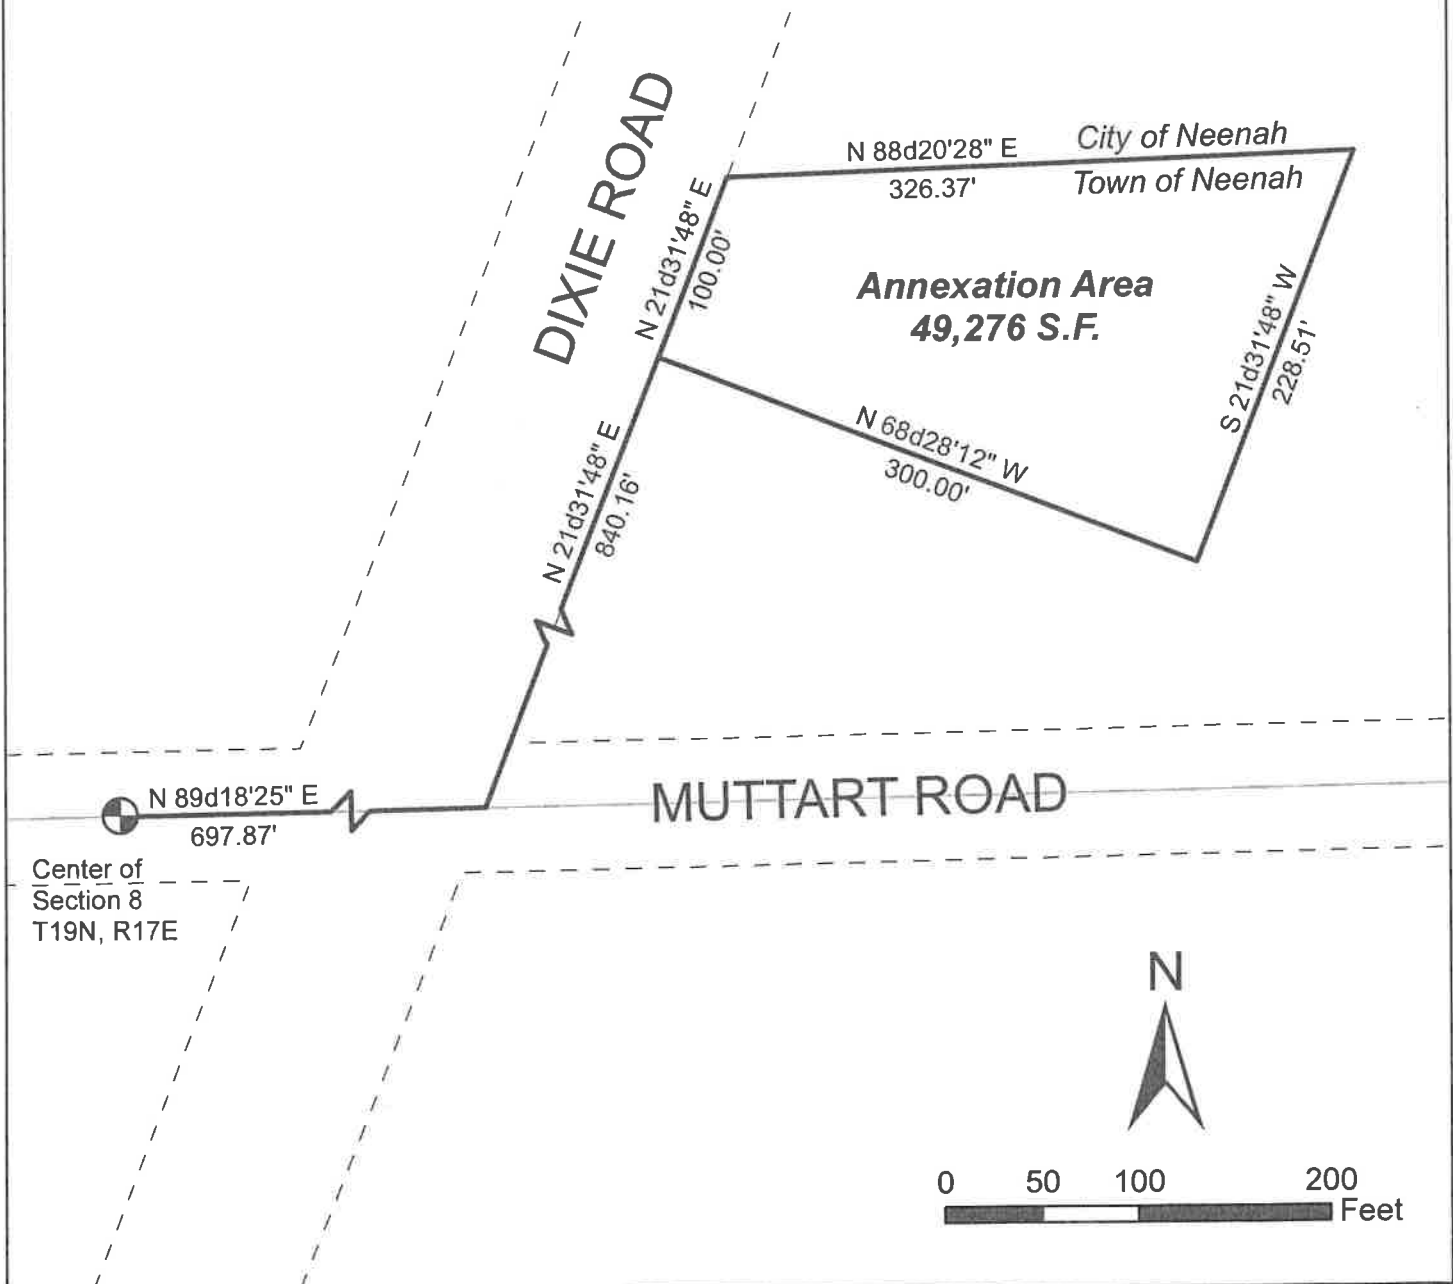 DIXIE ROAD
N 88d20'28" E
326.37'
City of Neenah
Town of Neenah
N 21d31'48" E
100.00'
Annexation Area
49,276 S.F.
S 21d31'48" W
228.51'
N 68d28'12" W
300.00'
N 21d31'48" E
840.16'
N 89d18'25" E
697.87'
MUTTART ROAD
Center of
Section 8
T19N, R17E
N
0 50 100 200
Feet